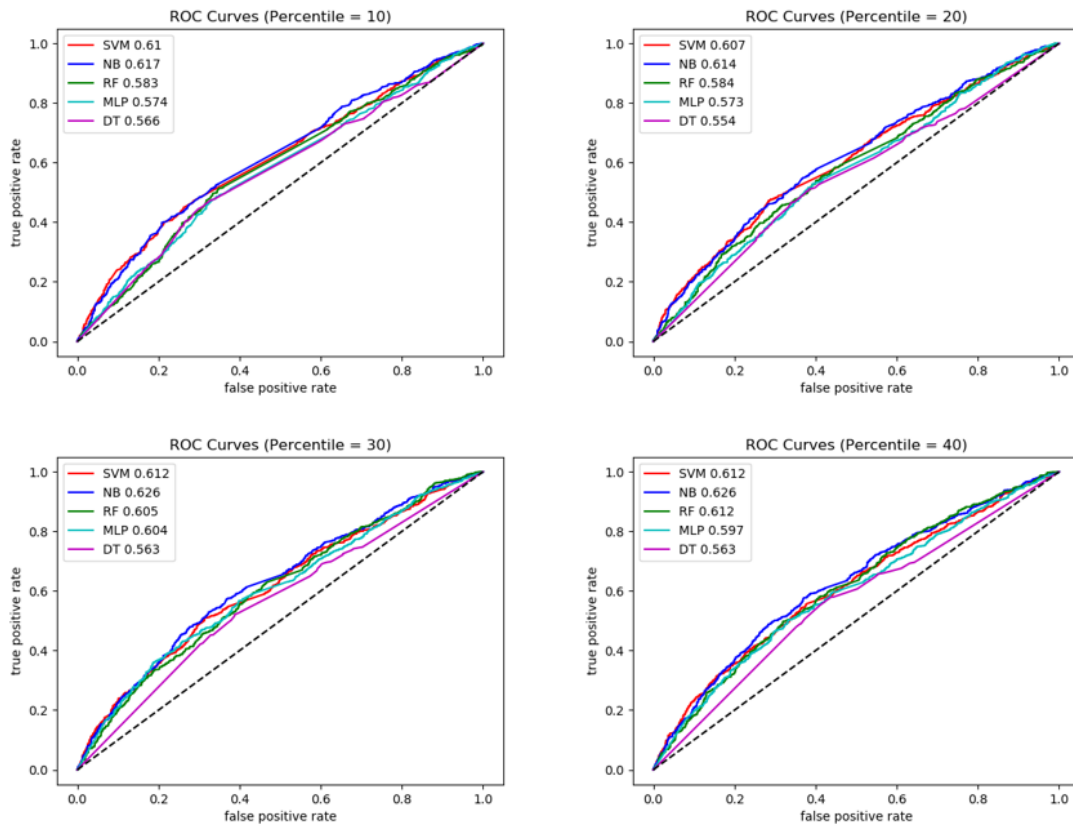 ROC Curves (Percentile = 10)
SVM 0.61
NB 0.617
RF 0.583
MLP 0.574
DT 0.566
true positive rate
1.0
0.8
0.6
0.4
0.2
0.0
0.0 0.2 0.4 0.6 0.8 1.0
false positive rate
ROC Curves (Percentile = 20)
SVM 0.607
NB 0.614
RF 0.584
MLP 0.573
DT 0.554
true positive rate
1.0
0.8
0.6
0.4
0.2
0.0
0.0 0.2 0.4 0.6 0.8 1.0
false positive rate
ROC Curves (Percentile = 30)
SVM 0.612
NB 0.626
RF 0.605
MLP 0.604
DT 0.563
true positive rate
1.0
0.8
0.6
0.4
0.2
0.0
0.0 0.2 0.4 0.6 0.8 1.0
false positive rate
ROC Curves (Percentile = 40)
SVM 0.612
NB 0.626
RF 0.612
MLP 0.597
DT 0.563
true positive rate
1.0
0.8
0.6
0.4
0.2
0.0
0.0 0.2 0.4 0.6 0.8 1.0
false positive rate